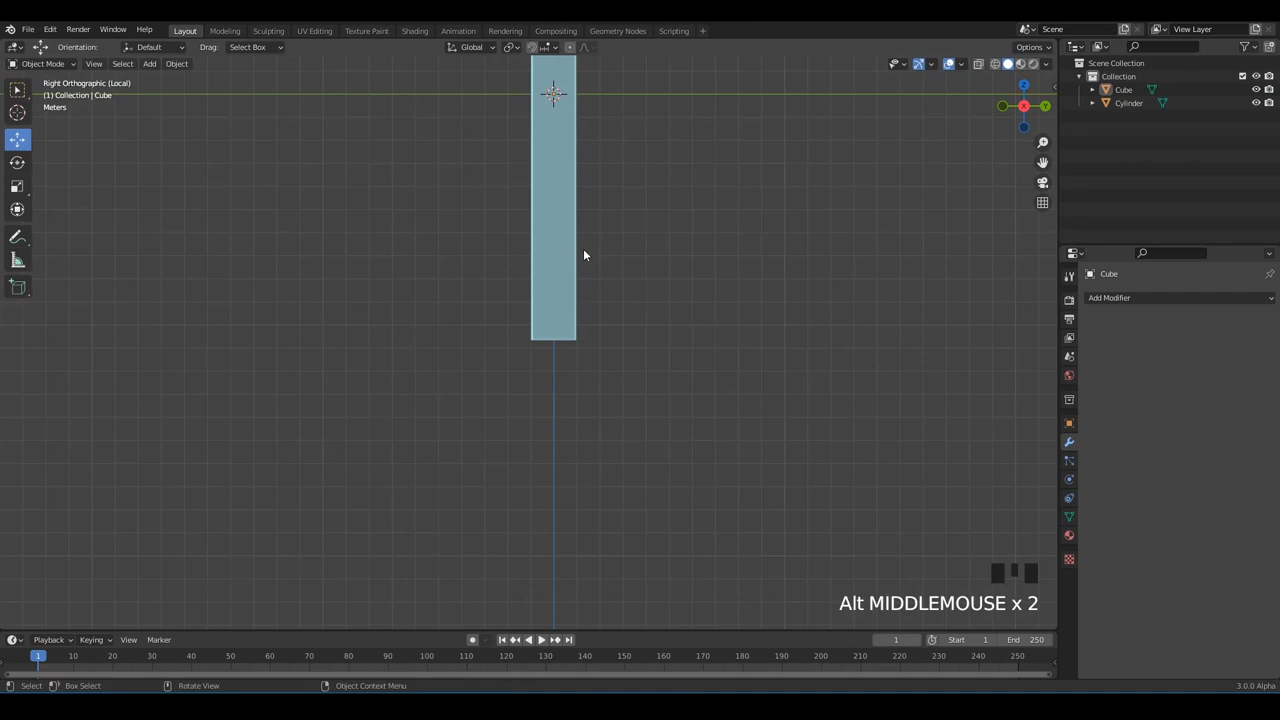 File Edit Render Window Help Layout Modeling Sculpting UV Editing Texture Paint Shading Animation Rendering Compositing Geometry Nodes Scripting + Scene View Layer
Orientation: Default Drag: Select Box Global Options
Object Mode View Select Add Object
Right Orthographic (Local)
(1) Collection | Cube
Meters
Z
X
Y
Scene Collection
Collection
Cube
Cylinder
Cube
Add Modifier
Alt MIDDLEMOUSE x 2
Playback Keying View Marker 1 Start 1 End 250
1 10 20 30 40 50 60 70 80 90 100 110 120 130 140 150 160 170 180 190 200 210 220 230 240 250
Select Box Select Rotate View Object Context Menu 3.0.0 Alpha